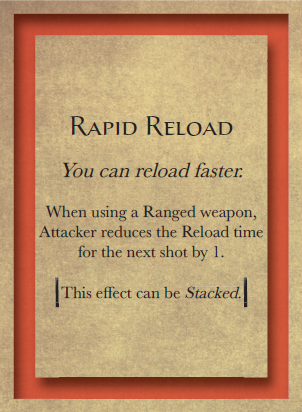 Rapid Reload
You can reload faster.
When using a Ranged weapon,
Attacker reduces the Reload time
for the next shot by 1.
This effect can be Stacked.